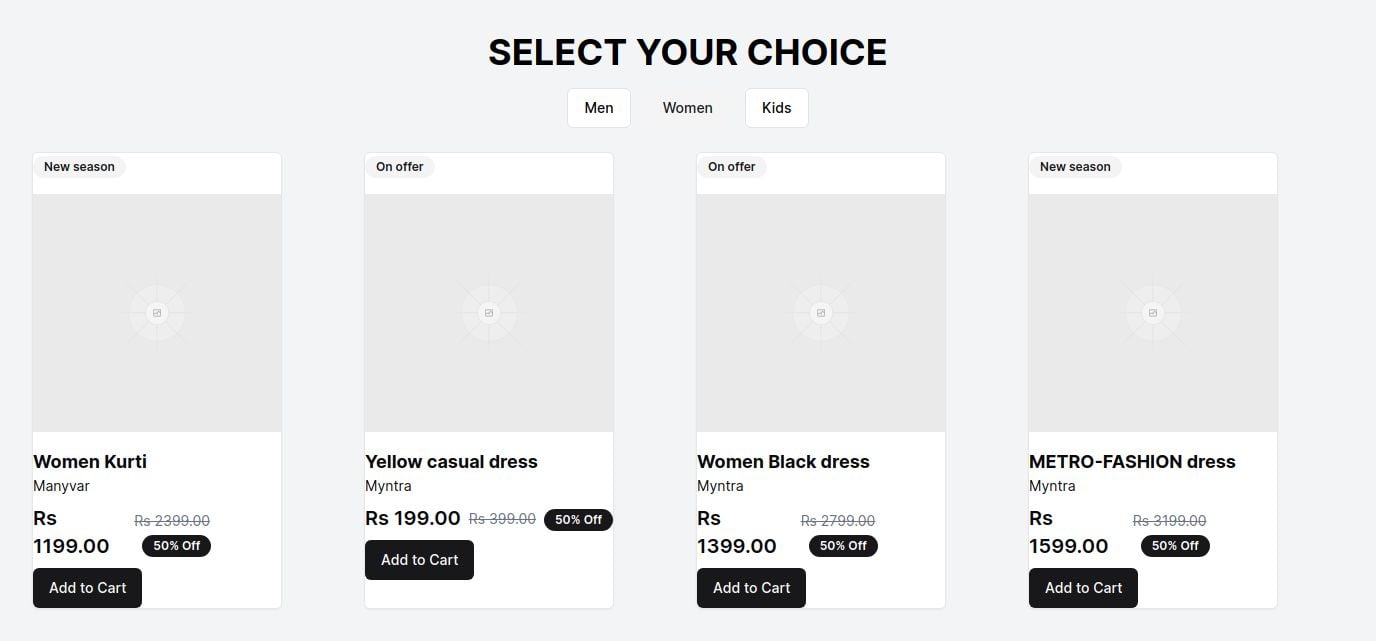 SELECT YOUR CHOICE
Men
Women
Kids
New season
Women Kurti
Manyvar
Rs
1199.00
Rs 2399.00
50% Off
Add to Cart
On offer
Yellow casual dress
Myntra
Rs 199.00
Rs 399.00
50% Off
Add to Cart
On offer
Women Black dress
Myntra
Rs
1399.00
Rs 2799.00
50% Off
Add to Cart
New season
METRO-FASHION dress
Myntra
Rs
1599.00
Rs 3199.00
50% Off
Add to Cart